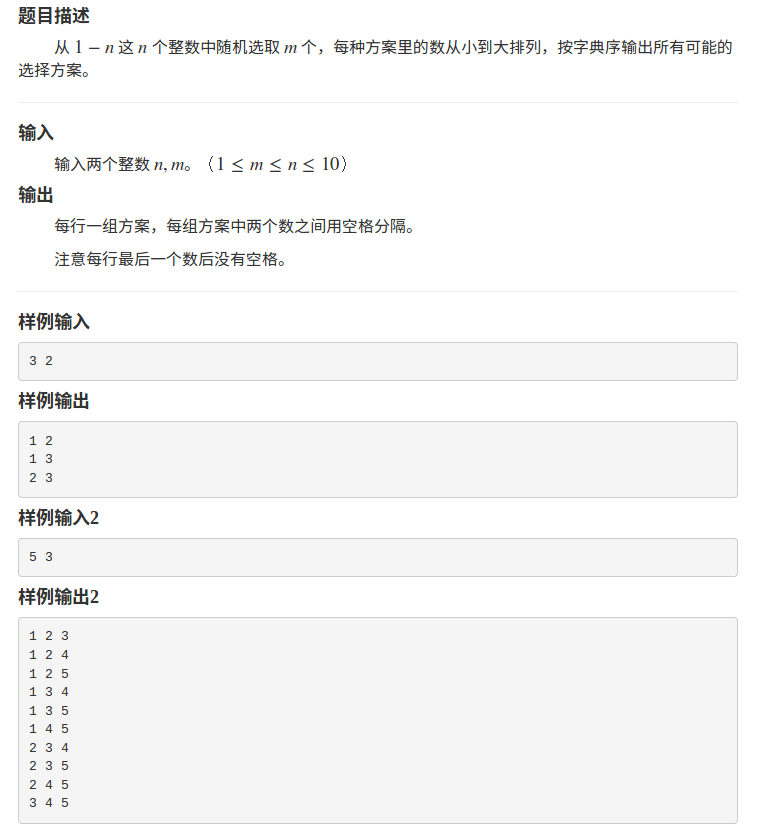 题目描述
从 1 − n 这 n 个整数中随机选取 m 个，每种方案里的数从小到大排列，按字典序输出所有可能的
选择方案。
输入
输入两个整数 n, m。（1 ≤ m ≤ n ≤ 10）
输出
每行一组方案，每组方案中两个数之间用空格分隔。
注意每行最后一个数后没有空格。
样例输入
3 2
样例输出
1 2
1 3
2 3
样例输入2
5 3
样例输出2
1 2 3
1 2 4
1 2 5
1 3 4
1 3 5
1 4 5
2 3 4
2 3 5
2 4 5
3 4 5